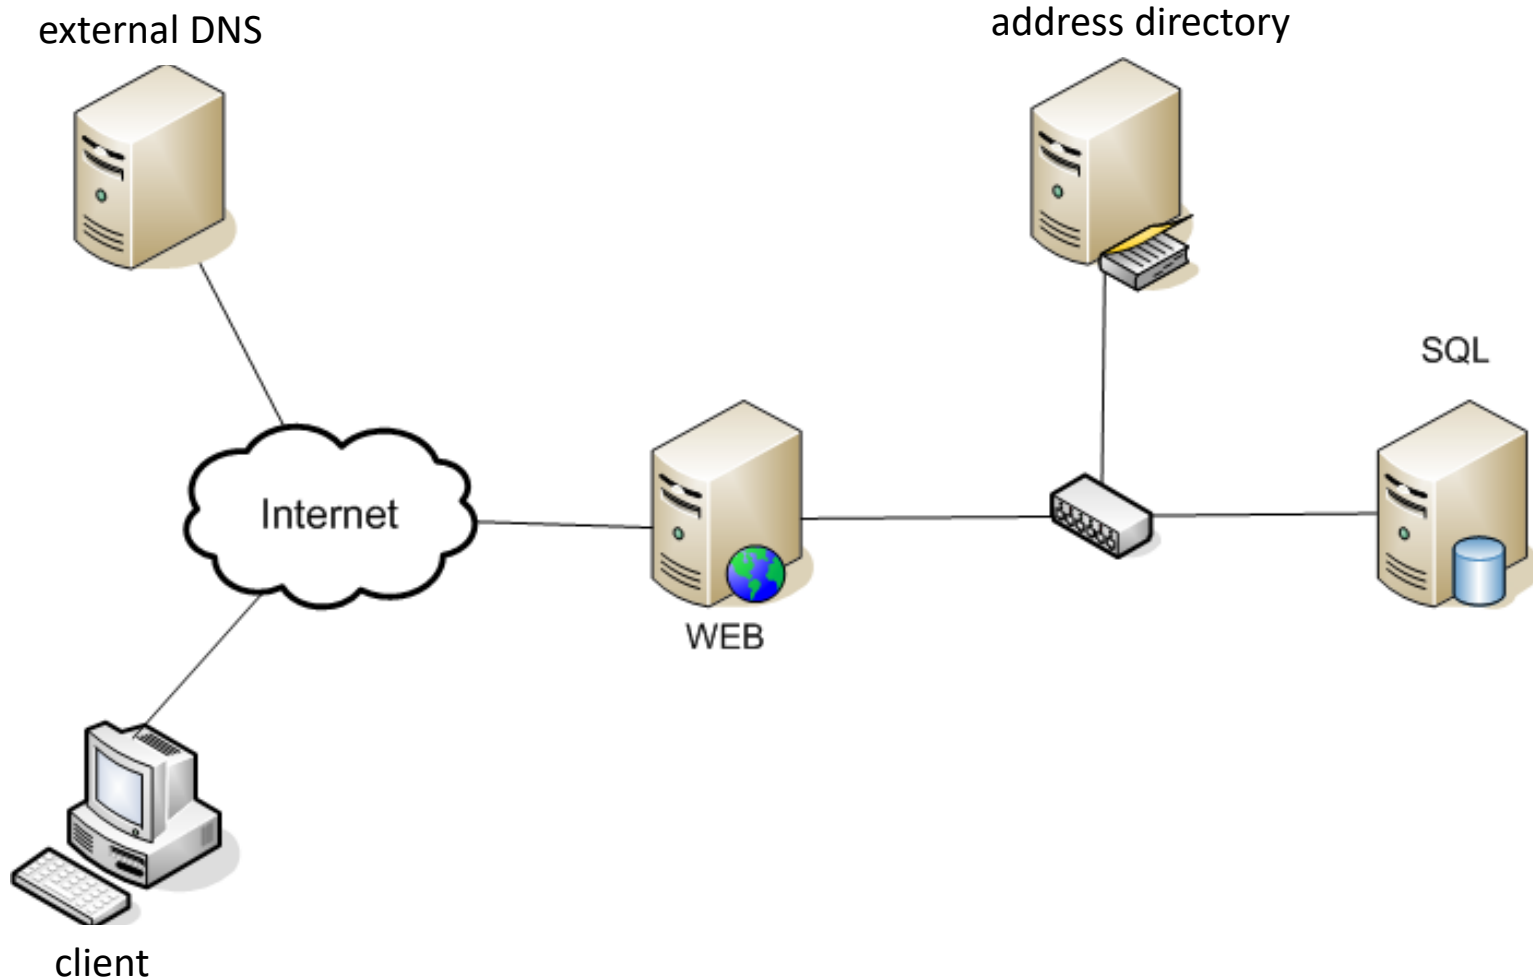 external DNS
address directory
SQL
Internet
WEB
client